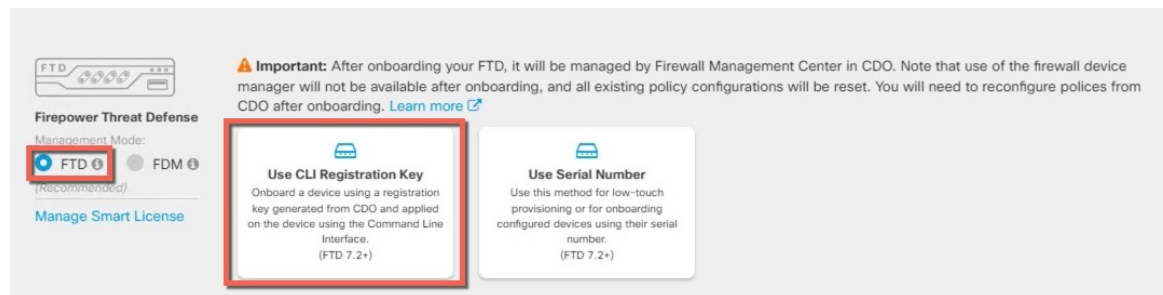 FTD
Firepower Threat Defense
Management Mode:
FTD FDM
(Recommended)
Manage Smart License
Important: After onboarding your FTD, it will be managed by Firewall Management Center in CDO. Note that use of the firewall device
manager will not be available after onboarding, and all existing policy configurations will be reset. You will need to reconfigure polices from
CDO after onboarding. Learn more
Use CLI Registration Key
Onboard a device using a registration
key generated from CDO and applied
on the device using the Command Line
Interface.
(FTD 7.2+)
Use Serial Number
Use this method for low-touch
provisioning or for onboarding
configured devices using their serial
number.
(FTD 7.2+)